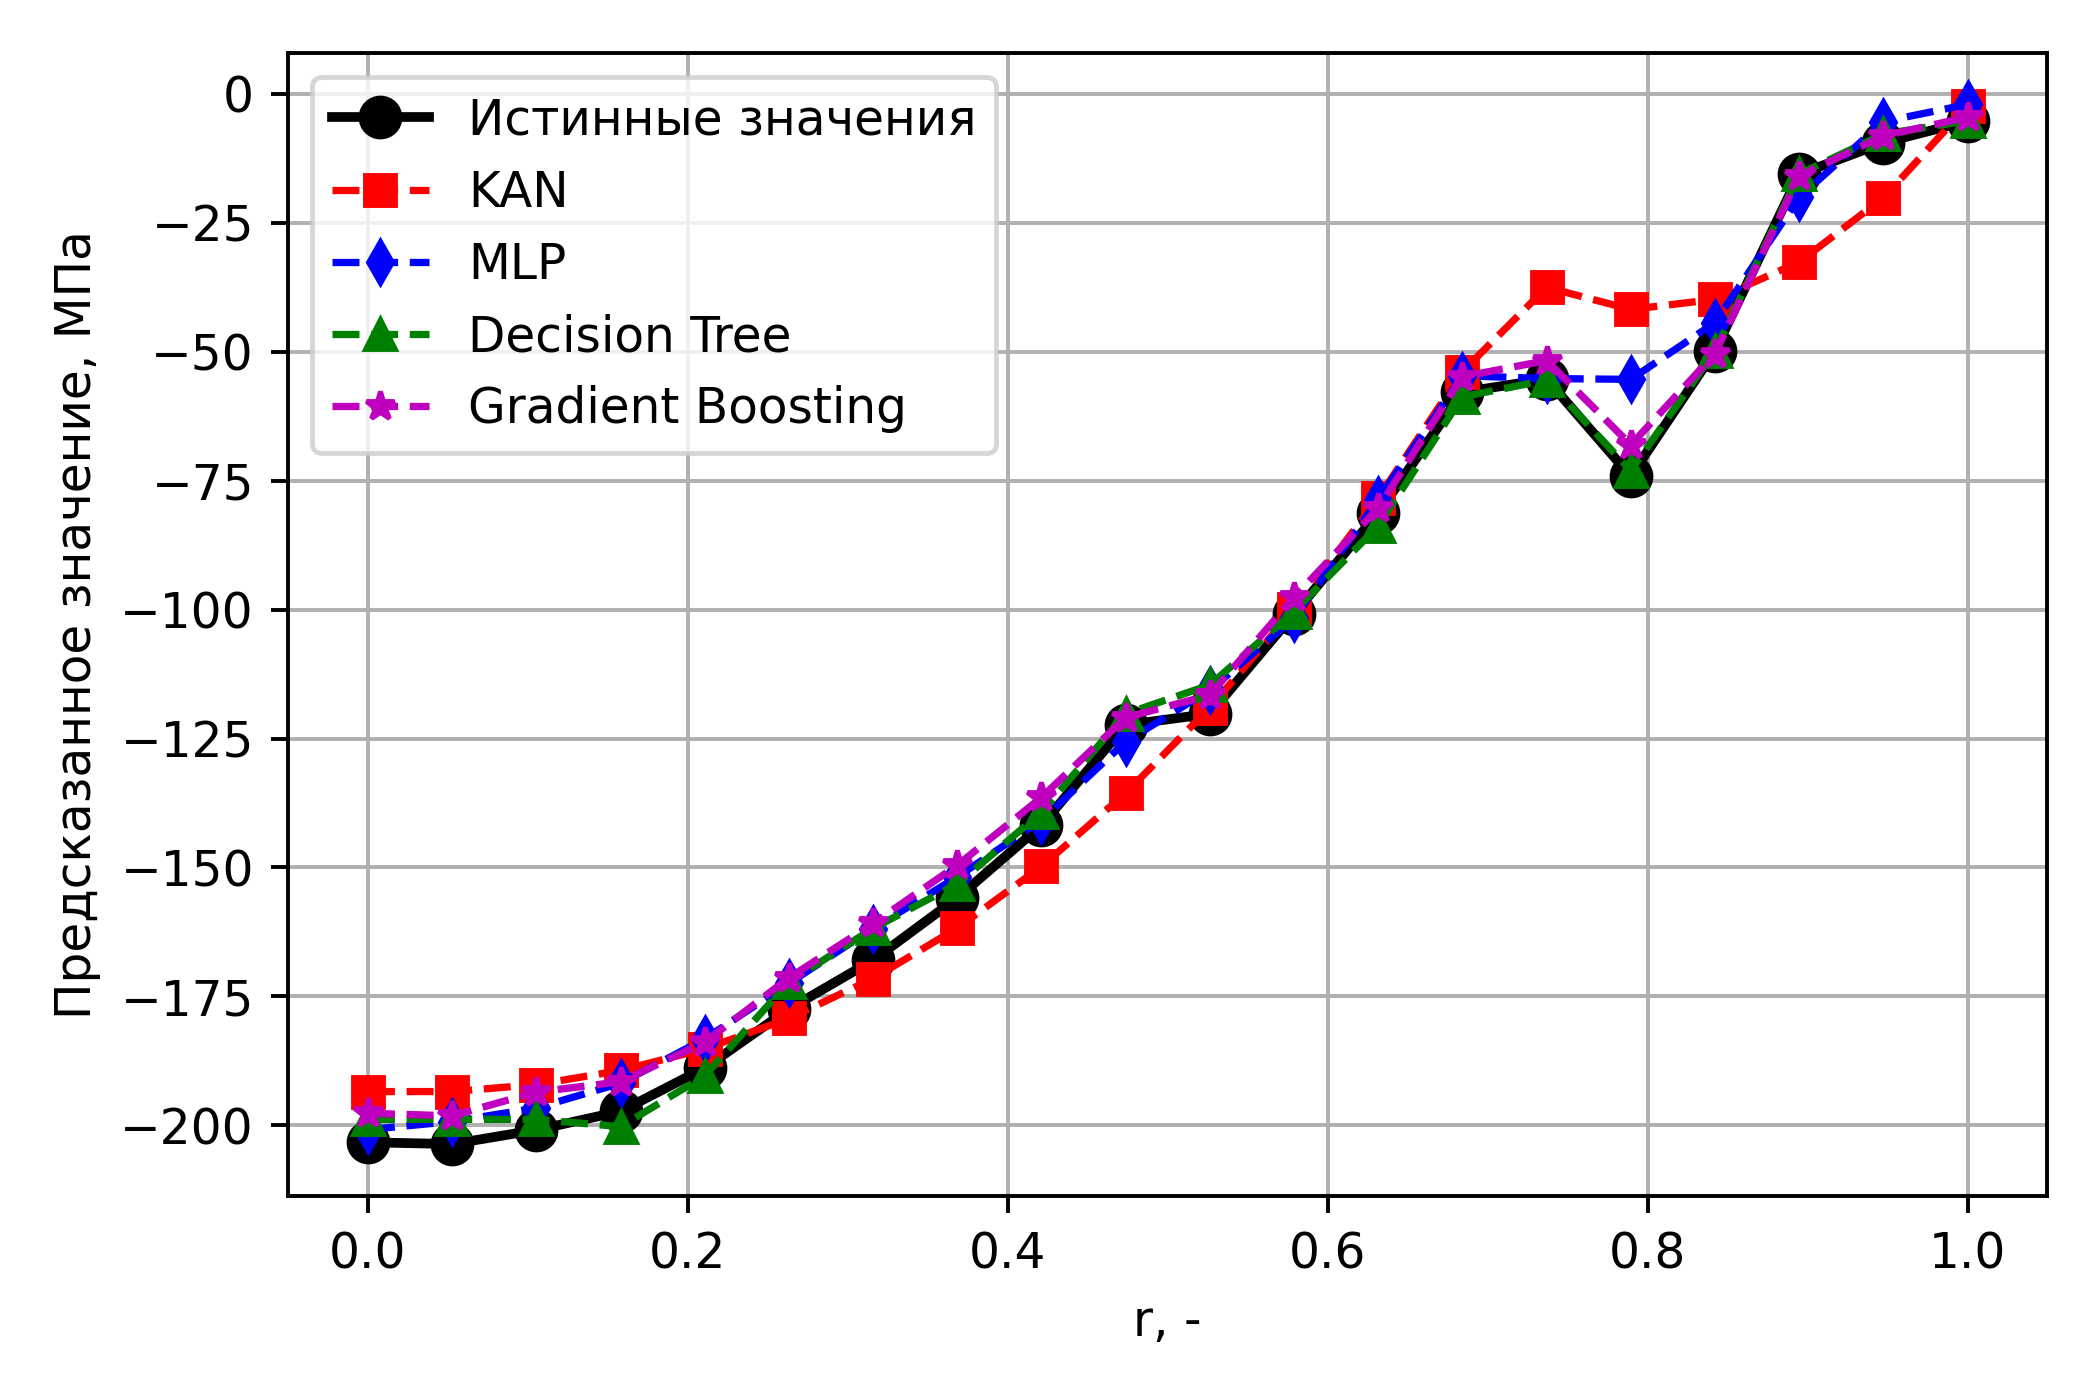 Истинные значения
KAN
MLP
Decision Tree
Gradient Boosting
Предсказанное значение, МПа
0
−25
−50
−75
−100
−125
−150
−175
−200
0.0 0.2 0.4 0.6 0.8 1.0
r, -